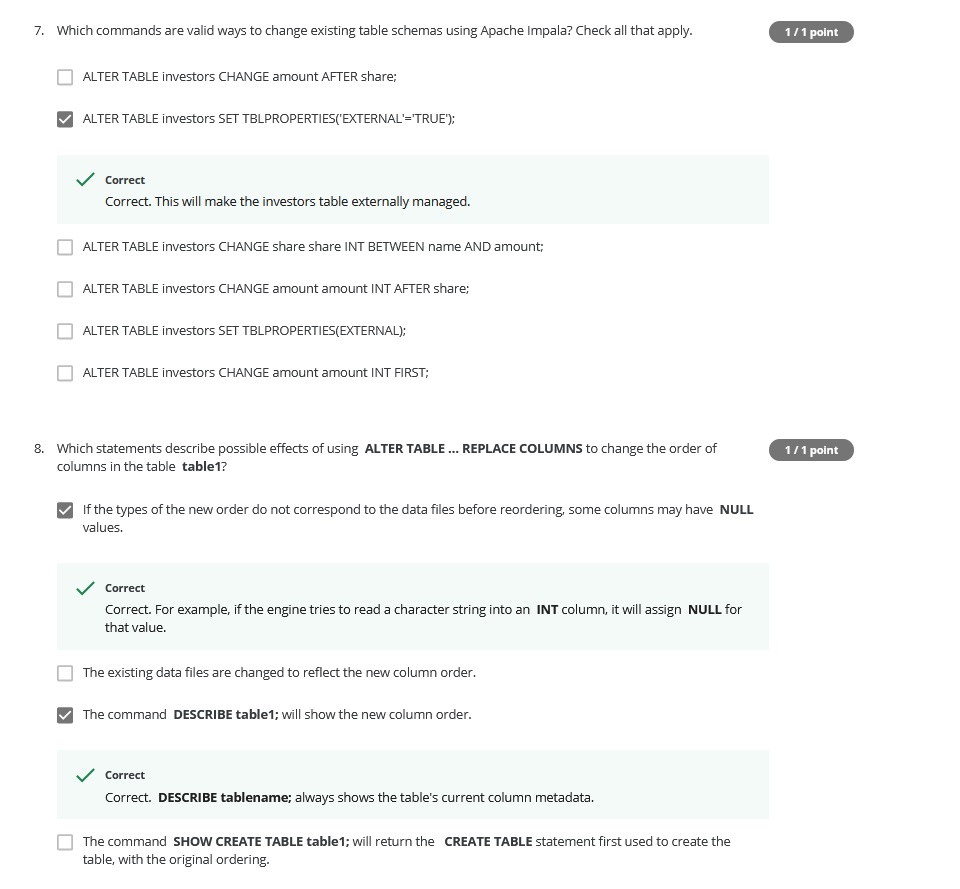 7. Which commands are valid ways to change existing table schemas using Apache Impala? Check all that apply.
1 / 1 point
ALTER TABLE investors CHANGE amount AFTER share;
ALTER TABLE investors SET TBLPROPERTIES('EXTERNAL'='TRUE');
Correct
Correct. This will make the investors table externally managed.
ALTER TABLE investors CHANGE share share INT BETWEEN name AND amount;
ALTER TABLE investors CHANGE amount amount INT AFTER share;
ALTER TABLE investors SET TBLPROPERTIES(EXTERNAL);
ALTER TABLE investors CHANGE amount amount INT FIRST;
8. Which statements describe possible effects of using ALTER TABLE ... REPLACE COLUMNS to change the order of
columns in the table table1?
1 / 1 point
If the types of the new order do not correspond to the data files before reordering, some columns may have NULL
values.
Correct
Correct. For example, if the engine tries to read a character string into an INT column, it will assign NULL for
that value.
The existing data files are changed to reflect the new column order.
The command DESCRIBE table1; will show the new column order.
Correct
Correct. DESCRIBE tablename; always shows the table's current column metadata.
The command SHOW CREATE TABLE table1; will return the CREATE TABLE statement first used to create the
table, with the original ordering.